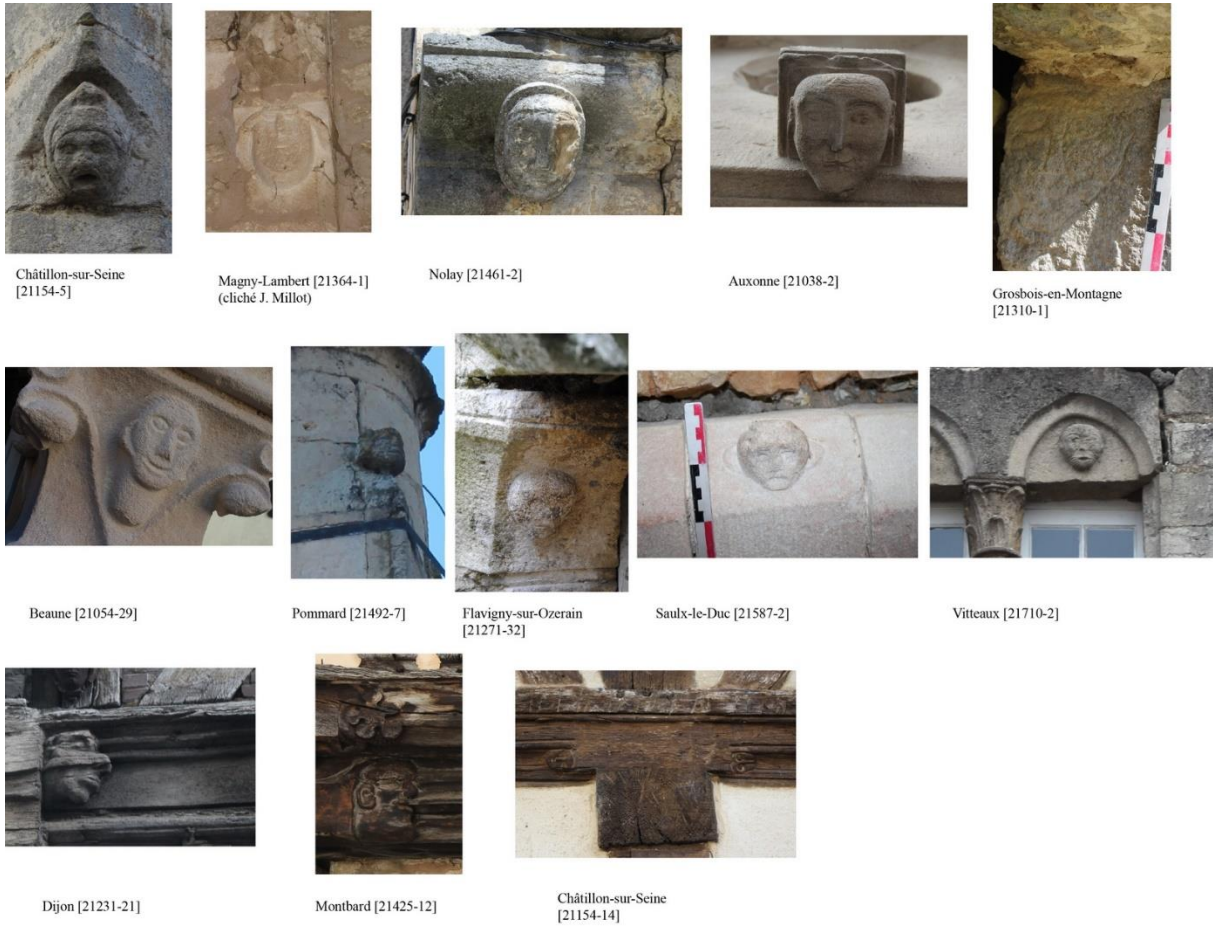 Châtillon-sur-Seine
[21154-5]
Magny-Lambert [21364-1]
(cliché J. Millot)
Nolay [21461-2]
Auxonne [21038-2]
Grosbois-en-Montagne
[21310-1]
Beaune [21054-29]
Pommard [21492-7]
Flavigny-sur-Ozerain
[21271-32]
Saulx-le-Duc [21587-2]
Vitteaux [21710-2]
Dijon [21231-21]
Montbard [21425-12]
Châtillon-sur-Seine
[21154-14]